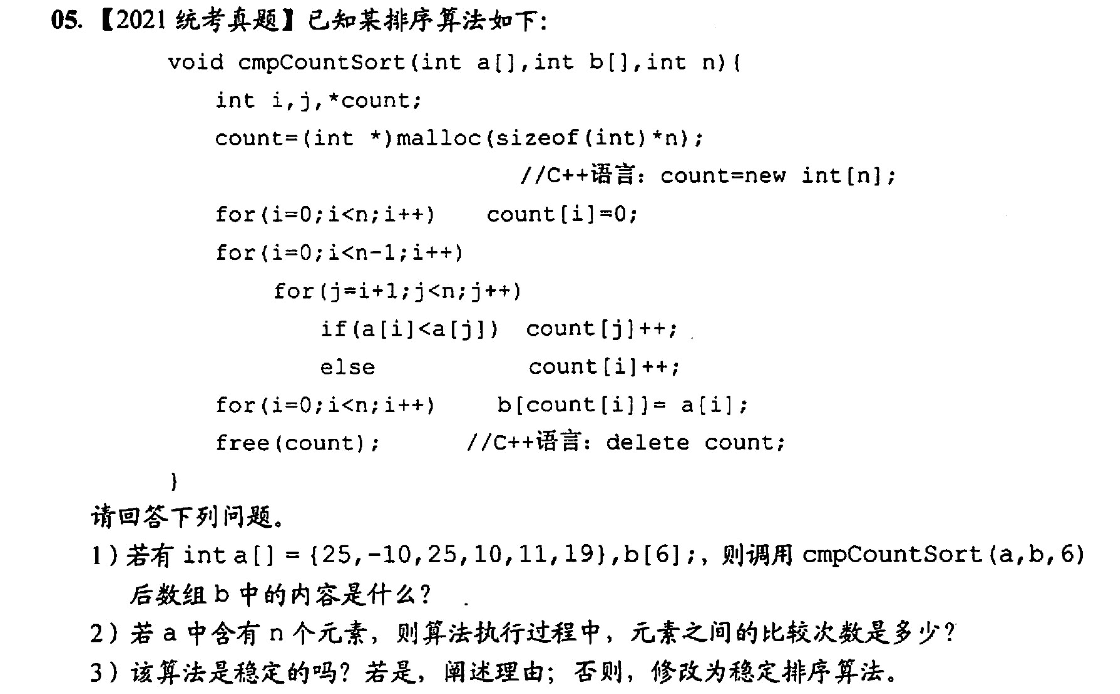 05.【2021 统考真题】已知某排序算法如下:
void cmpCountSort(int a[],int b[],int n){
int i,j,*count;
count=(int *)malloc(sizeof(int)*n);
//C++语言: count=new int[n];
for(i=0;i<n;i++) count[i]=0;
for(i=0;i<n-1;i++)
for(j=i+1;j<n;j++)
if(a[i]<a[j]) count[j]++;
else count[i]++;
for(i=0;i<n;i++) b[count[i]]= a[i];
free(count); //C++语言: delete count;
}
请回答下列问题。
1)若有 int a[] = {25,-10,25,10,11,19},b[6];, 则调用 cmpCountSort(a,b,6)
后数组 b 中的内容是什么?
2)若 a 中含有 n 个元素，则算法执行过程中，元素之间的比较次数是多少?
3)该算法是稳定的吗? 若是，阐述理由; 否则，修改为稳定排序算法。